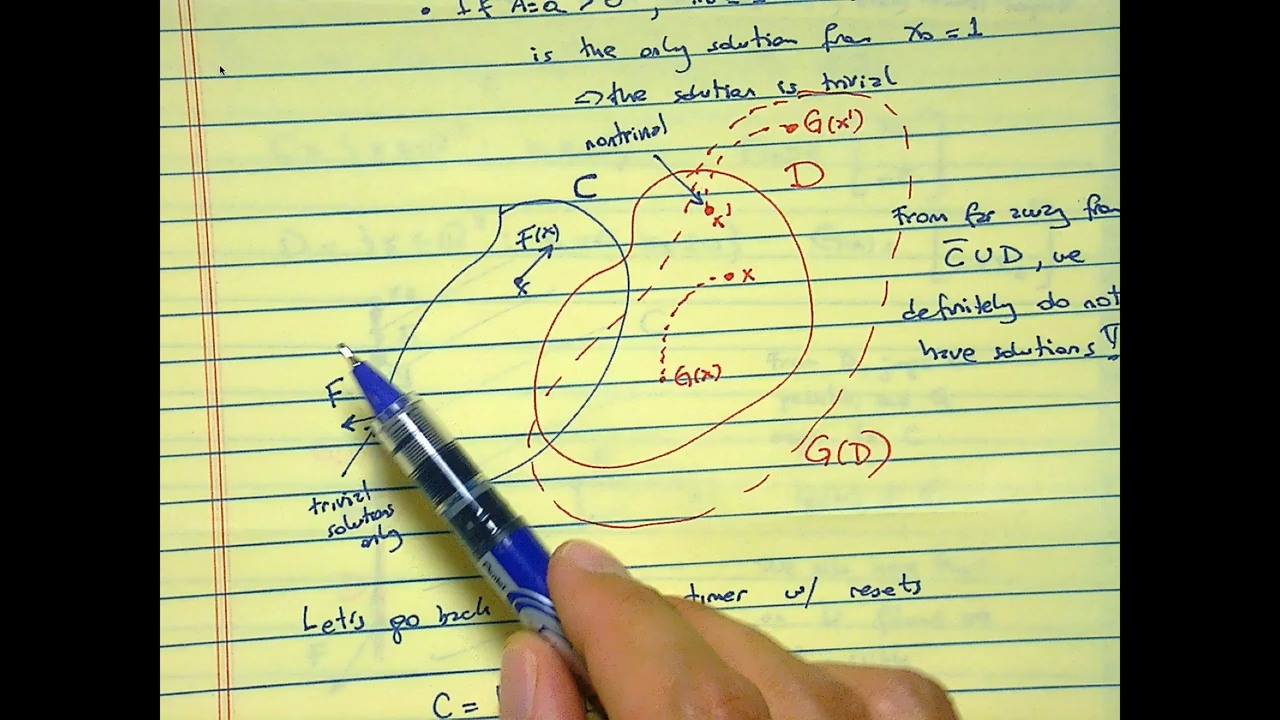 is the only solution from x₀ = 1
⇒ the solution is trivial
nontrivial
G(x')
C
D
F(x)
x
x'
x
G(x)
From far away from
C̅ ∪ D, we
definitely do not
have solutions!!
F
G(D)
trivial
solutions
only
Let's go back
timer w/ resets
C =